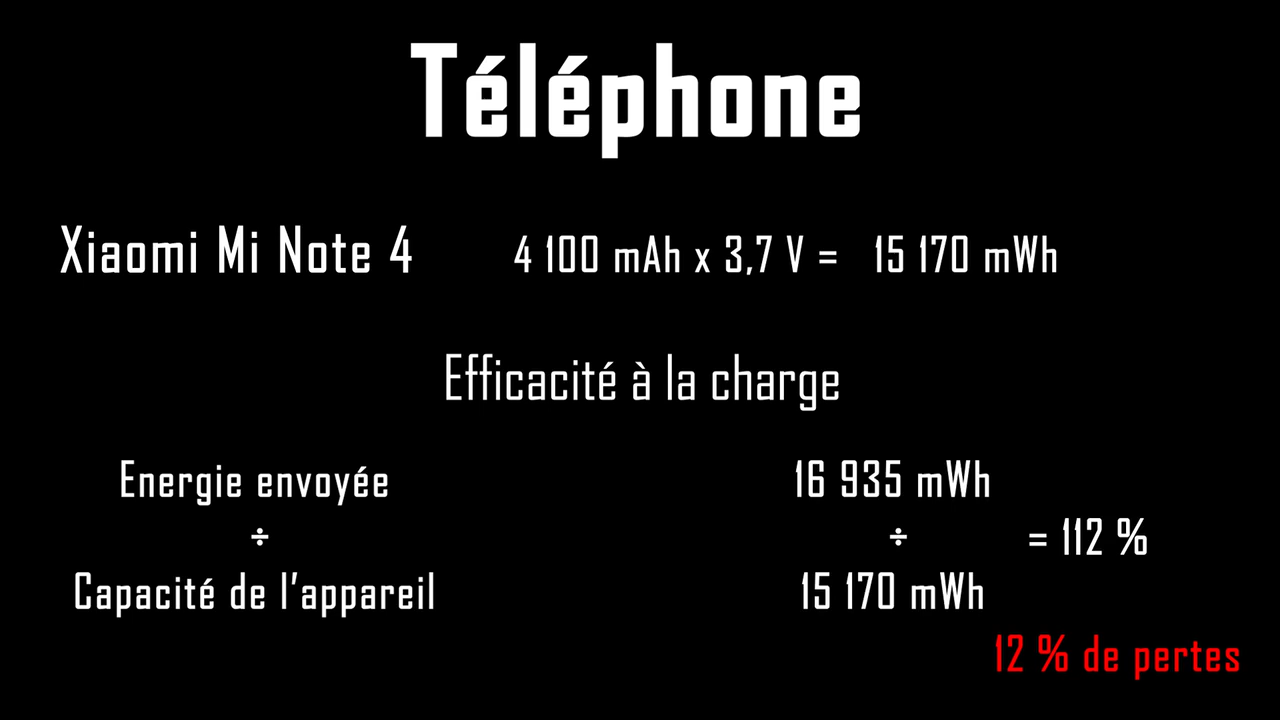 Téléphone
Xiaomi Mi Note 4 4 100 mAh x 3,7 V = 15 170 mWh
Efficacité à la charge
Energie envoyée 16 935 mWh
÷ ÷ = 112 %
Capacité de l'appareil 15 170 mWh
12 % de pertes